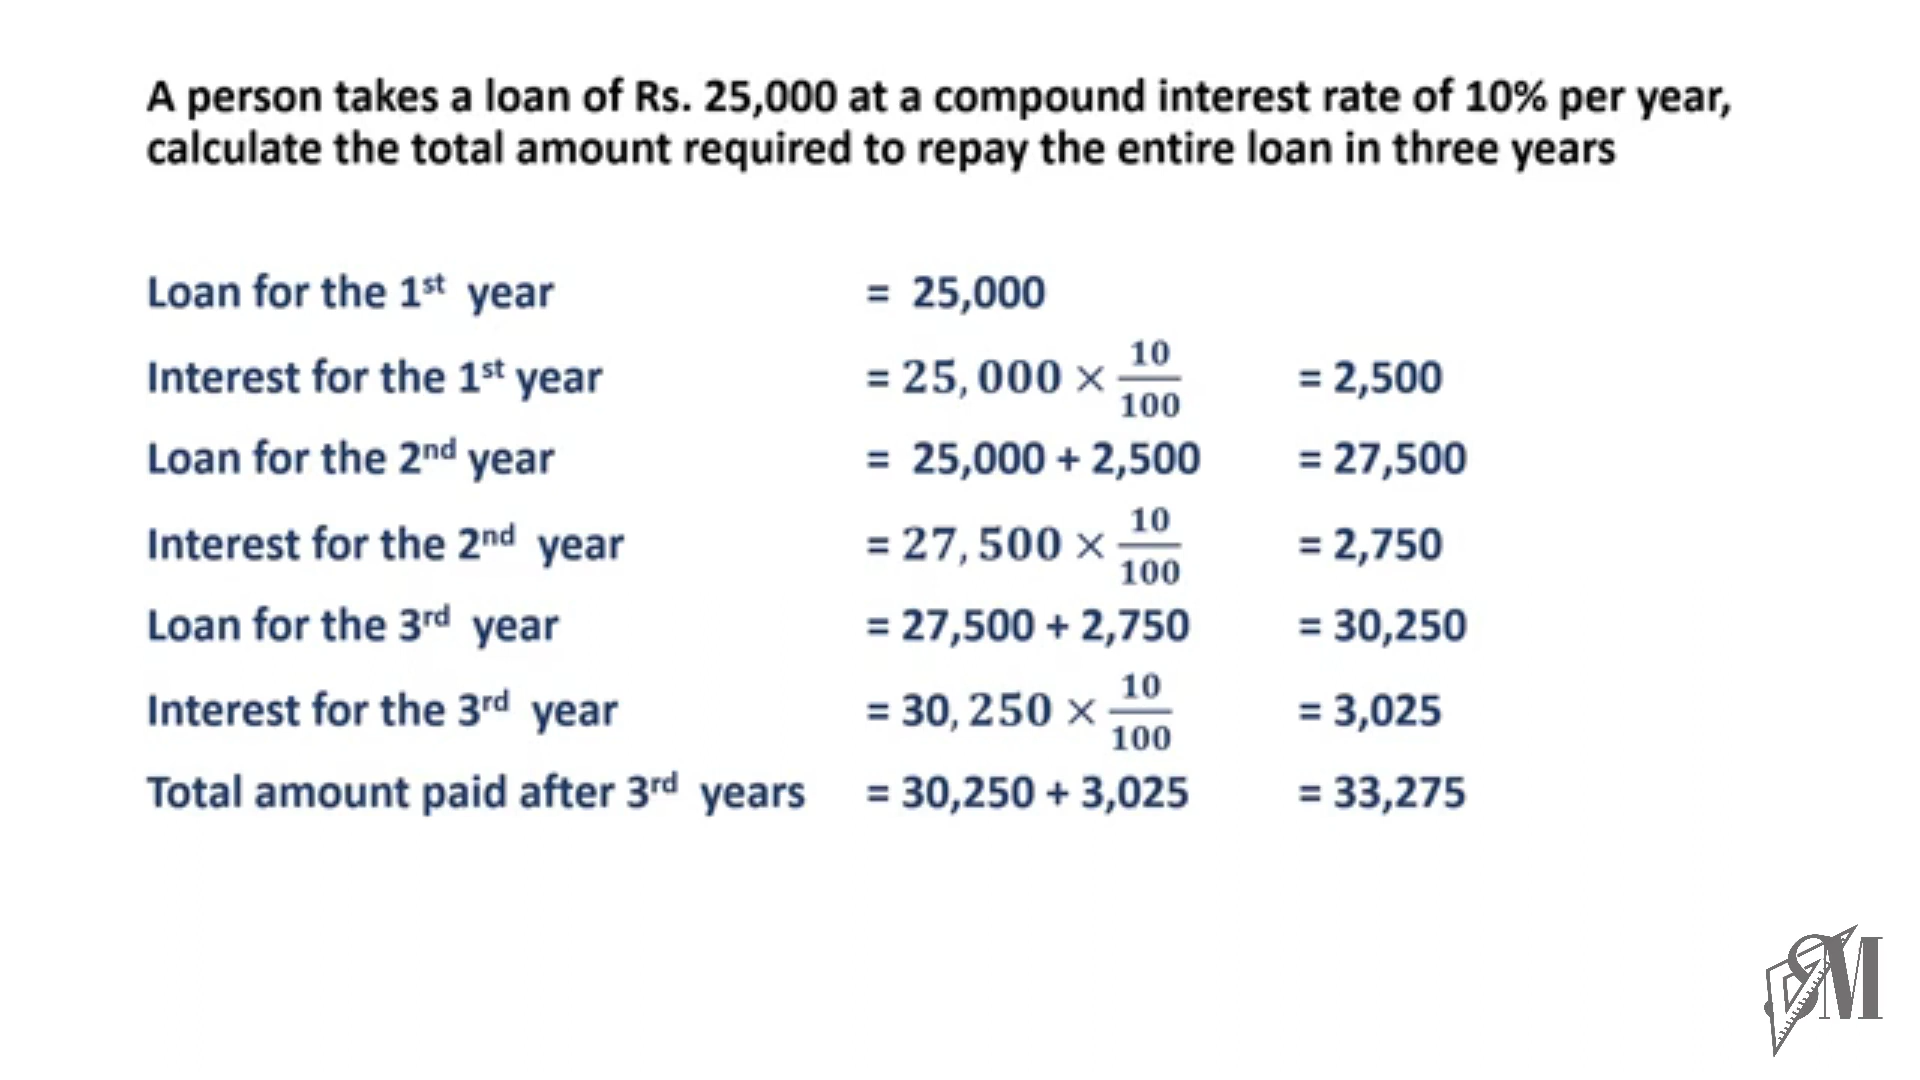 A person takes a loan of Rs. 25,000 at a compound interest rate of 10% per year,
calculate the total amount required to repay the entire loan in three years
Loan for the 1st year = 25,000
Interest for the 1st year = 25,000 × 10/100 = 2,500
Loan for the 2nd year = 25,000 + 2,500 = 27,500
Interest for the 2nd year = 27,500 × 10/100 = 2,750
Loan for the 3rd year = 27,500 + 2,750 = 30,250
Interest for the 3rd year = 30,250 × 10/100 = 3,025
Total amount paid after 3rd years = 30,250 + 3,025 = 33,275
SM